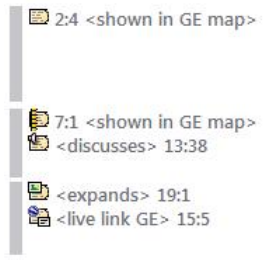 2:4 <shown in GE map>
7:1 <shown in GE map>
<discusses> 13:38
<expands> 19:1
<live link GE> 15:5